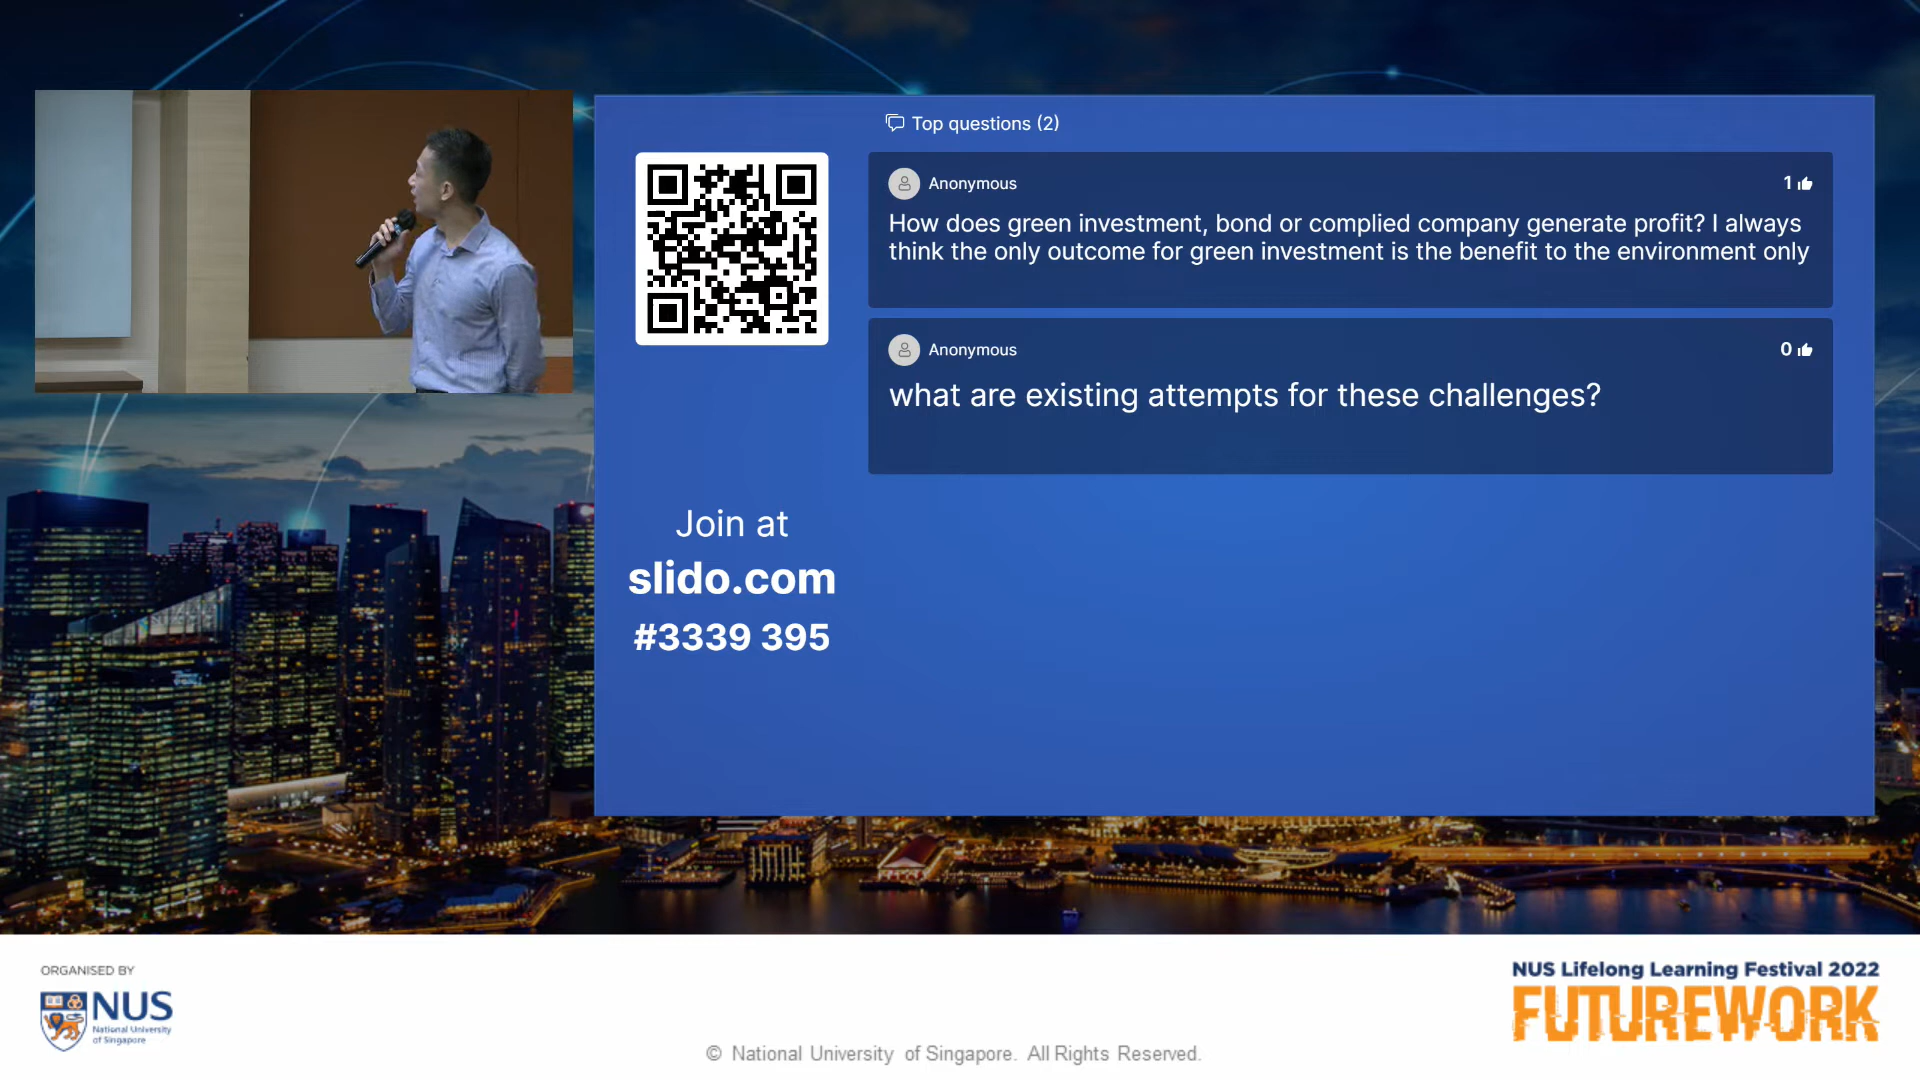 Top questions (2)
Anonymous
1
How does green investment, bond or complied company generate profit? I always
think the only outcome for green investment is the benefit to the environment only
Anonymous
0
what are existing attempts for these challenges?
Join at
slido.com
#3339 395
ORGANISED BY
NUS
National University
of Singapore
© National University of Singapore. All Rights Reserved.
NUS Lifelong Learning Festival 2022
FUTUREWORK